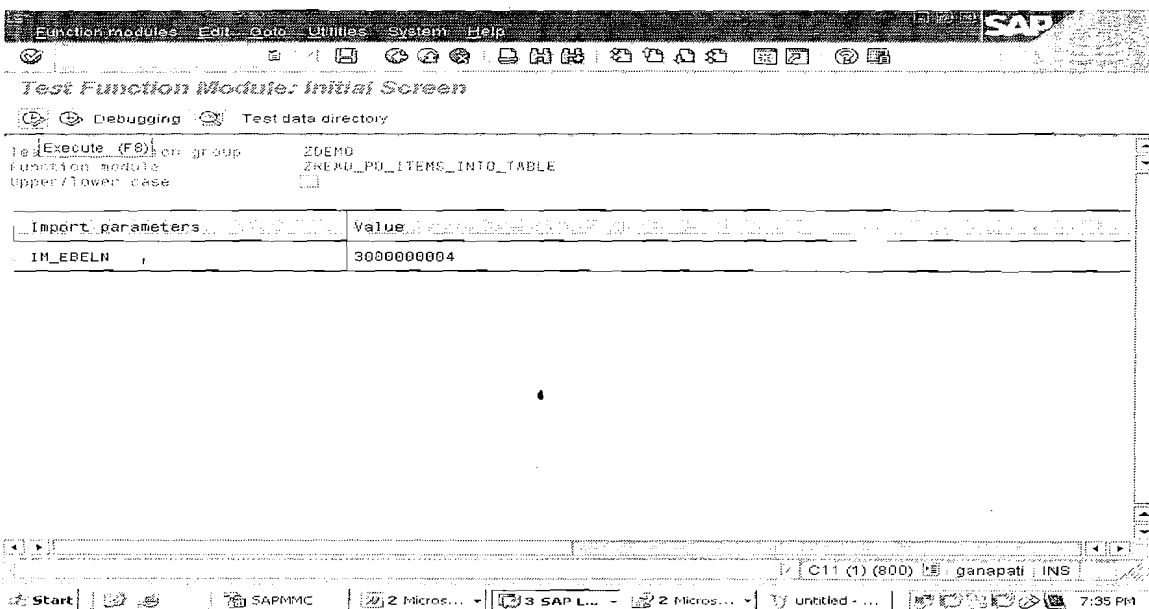 Function modules Edit Goto Utilities System Help
SAP
Test Function Module: Initial Screen
Debugging Test data directory
Execute (F8) on group ZDEMO
Function module ZREAD_PO_ITEMS_INTO_TABLE
Upper/lower case
Import parameters Value
IM_EBELN 3000000004
C11 (1) (800) ganapati INS
Start SAPMMC 2 Micros... 3 SAP L... 2 Micros... untitled - ... 7:35 PM